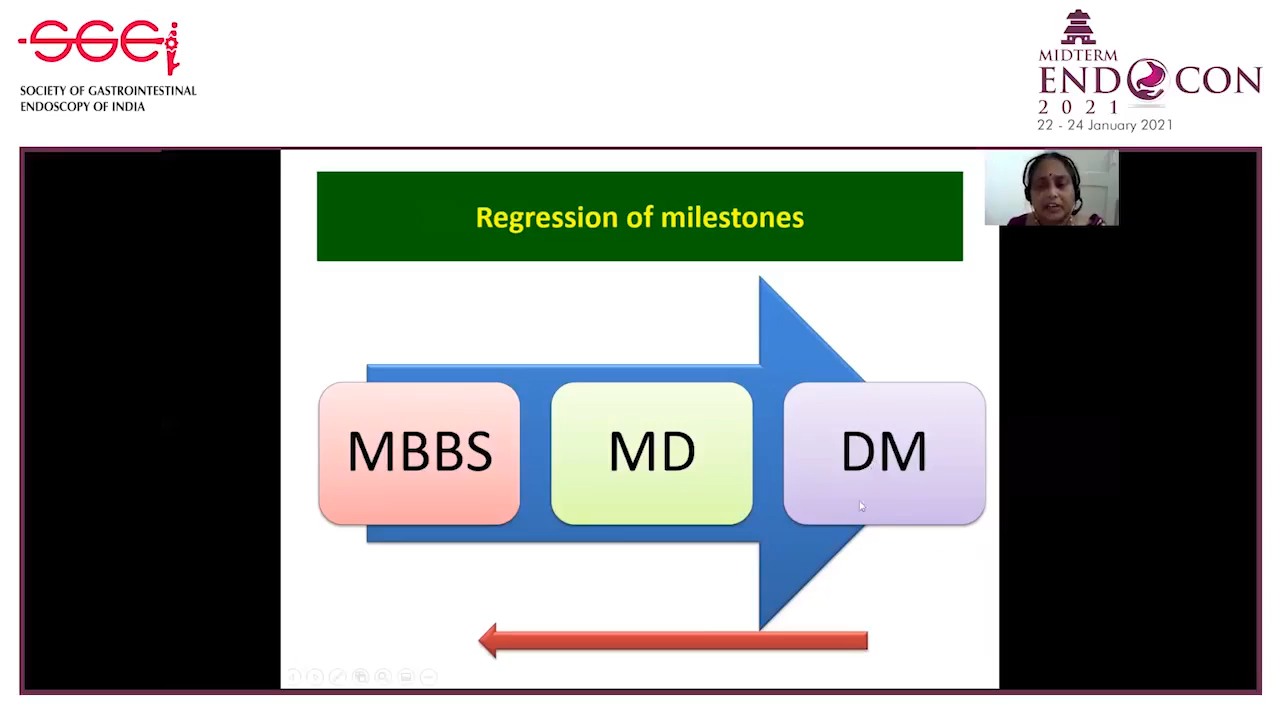 SGEi
SOCIETY OF GASTROINTESTINAL
ENDOSCOPY OF INDIA
MIDTERM
ENDOCON
2021
22 - 24 January 2021
Regression of milestones
MBBS
MD
DM